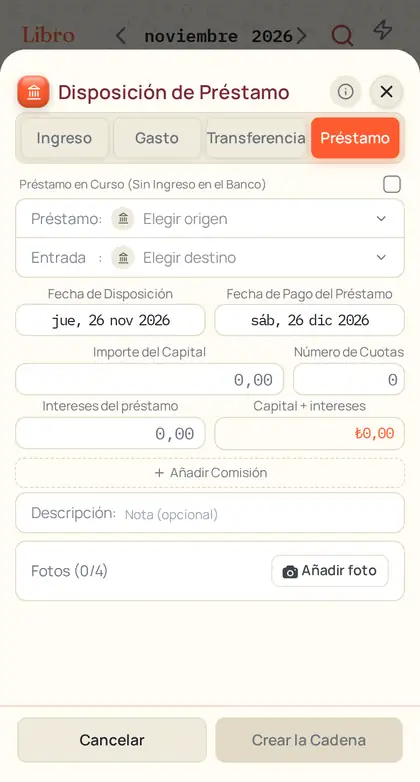 Libro noviembre 2026
Disposición de Préstamo
Ingreso Gasto Transferencia Préstamo
Préstamo en Curso (Sin Ingreso en el Banco)
Préstamo: Elegir origen
Entrada : Elegir destino
Fecha de Disposición Fecha de Pago del Préstamo
jue, 26 nov 2026 sáb, 26 dic 2026
Importe del Capital Número de Cuotas
0,00 0
Intereses del préstamo Capital + intereses
0,00 ₺0,00
+ Añadir Comisión
Descripción: Nota (opcional)
Fotos (0/4) Añadir foto
Cancelar Crear la Cadena